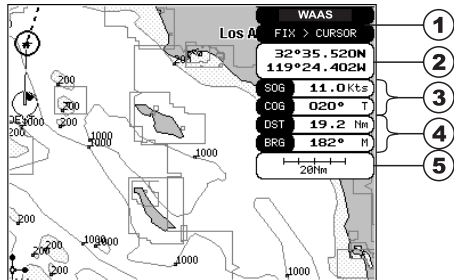 WAAS
FIX > CURSOR
32°35.520N
119°24.402W
SOG 11.0Kts
COG 020° T
DST 19.2 Nm
BRG 182° M
20Nm
1
2
3
4
5
Los A
200
200
200
200
200
1000
1000
1000
200
1000
200
200
1000
1000